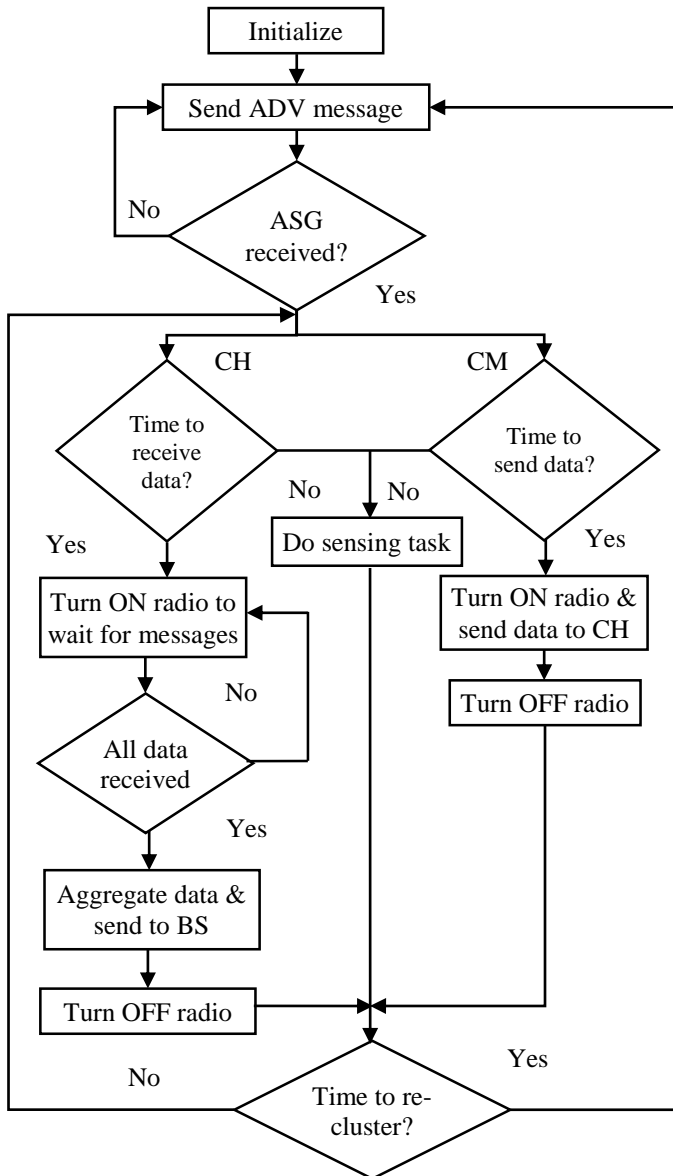 Initialize
Send ADV message
No
ASG
received?
Yes
CH
CM
Time to
receive
data?
Time to
send data?
No
No
Yes
Do sensing task
Yes
Turn ON radio to
wait for messages
Turn ON radio &
send data to CH
No
Turn OFF radio
All data
received
Yes
Aggregate data &
send to BS
Turn OFF radio
No
Yes
Time to re-
cluster?